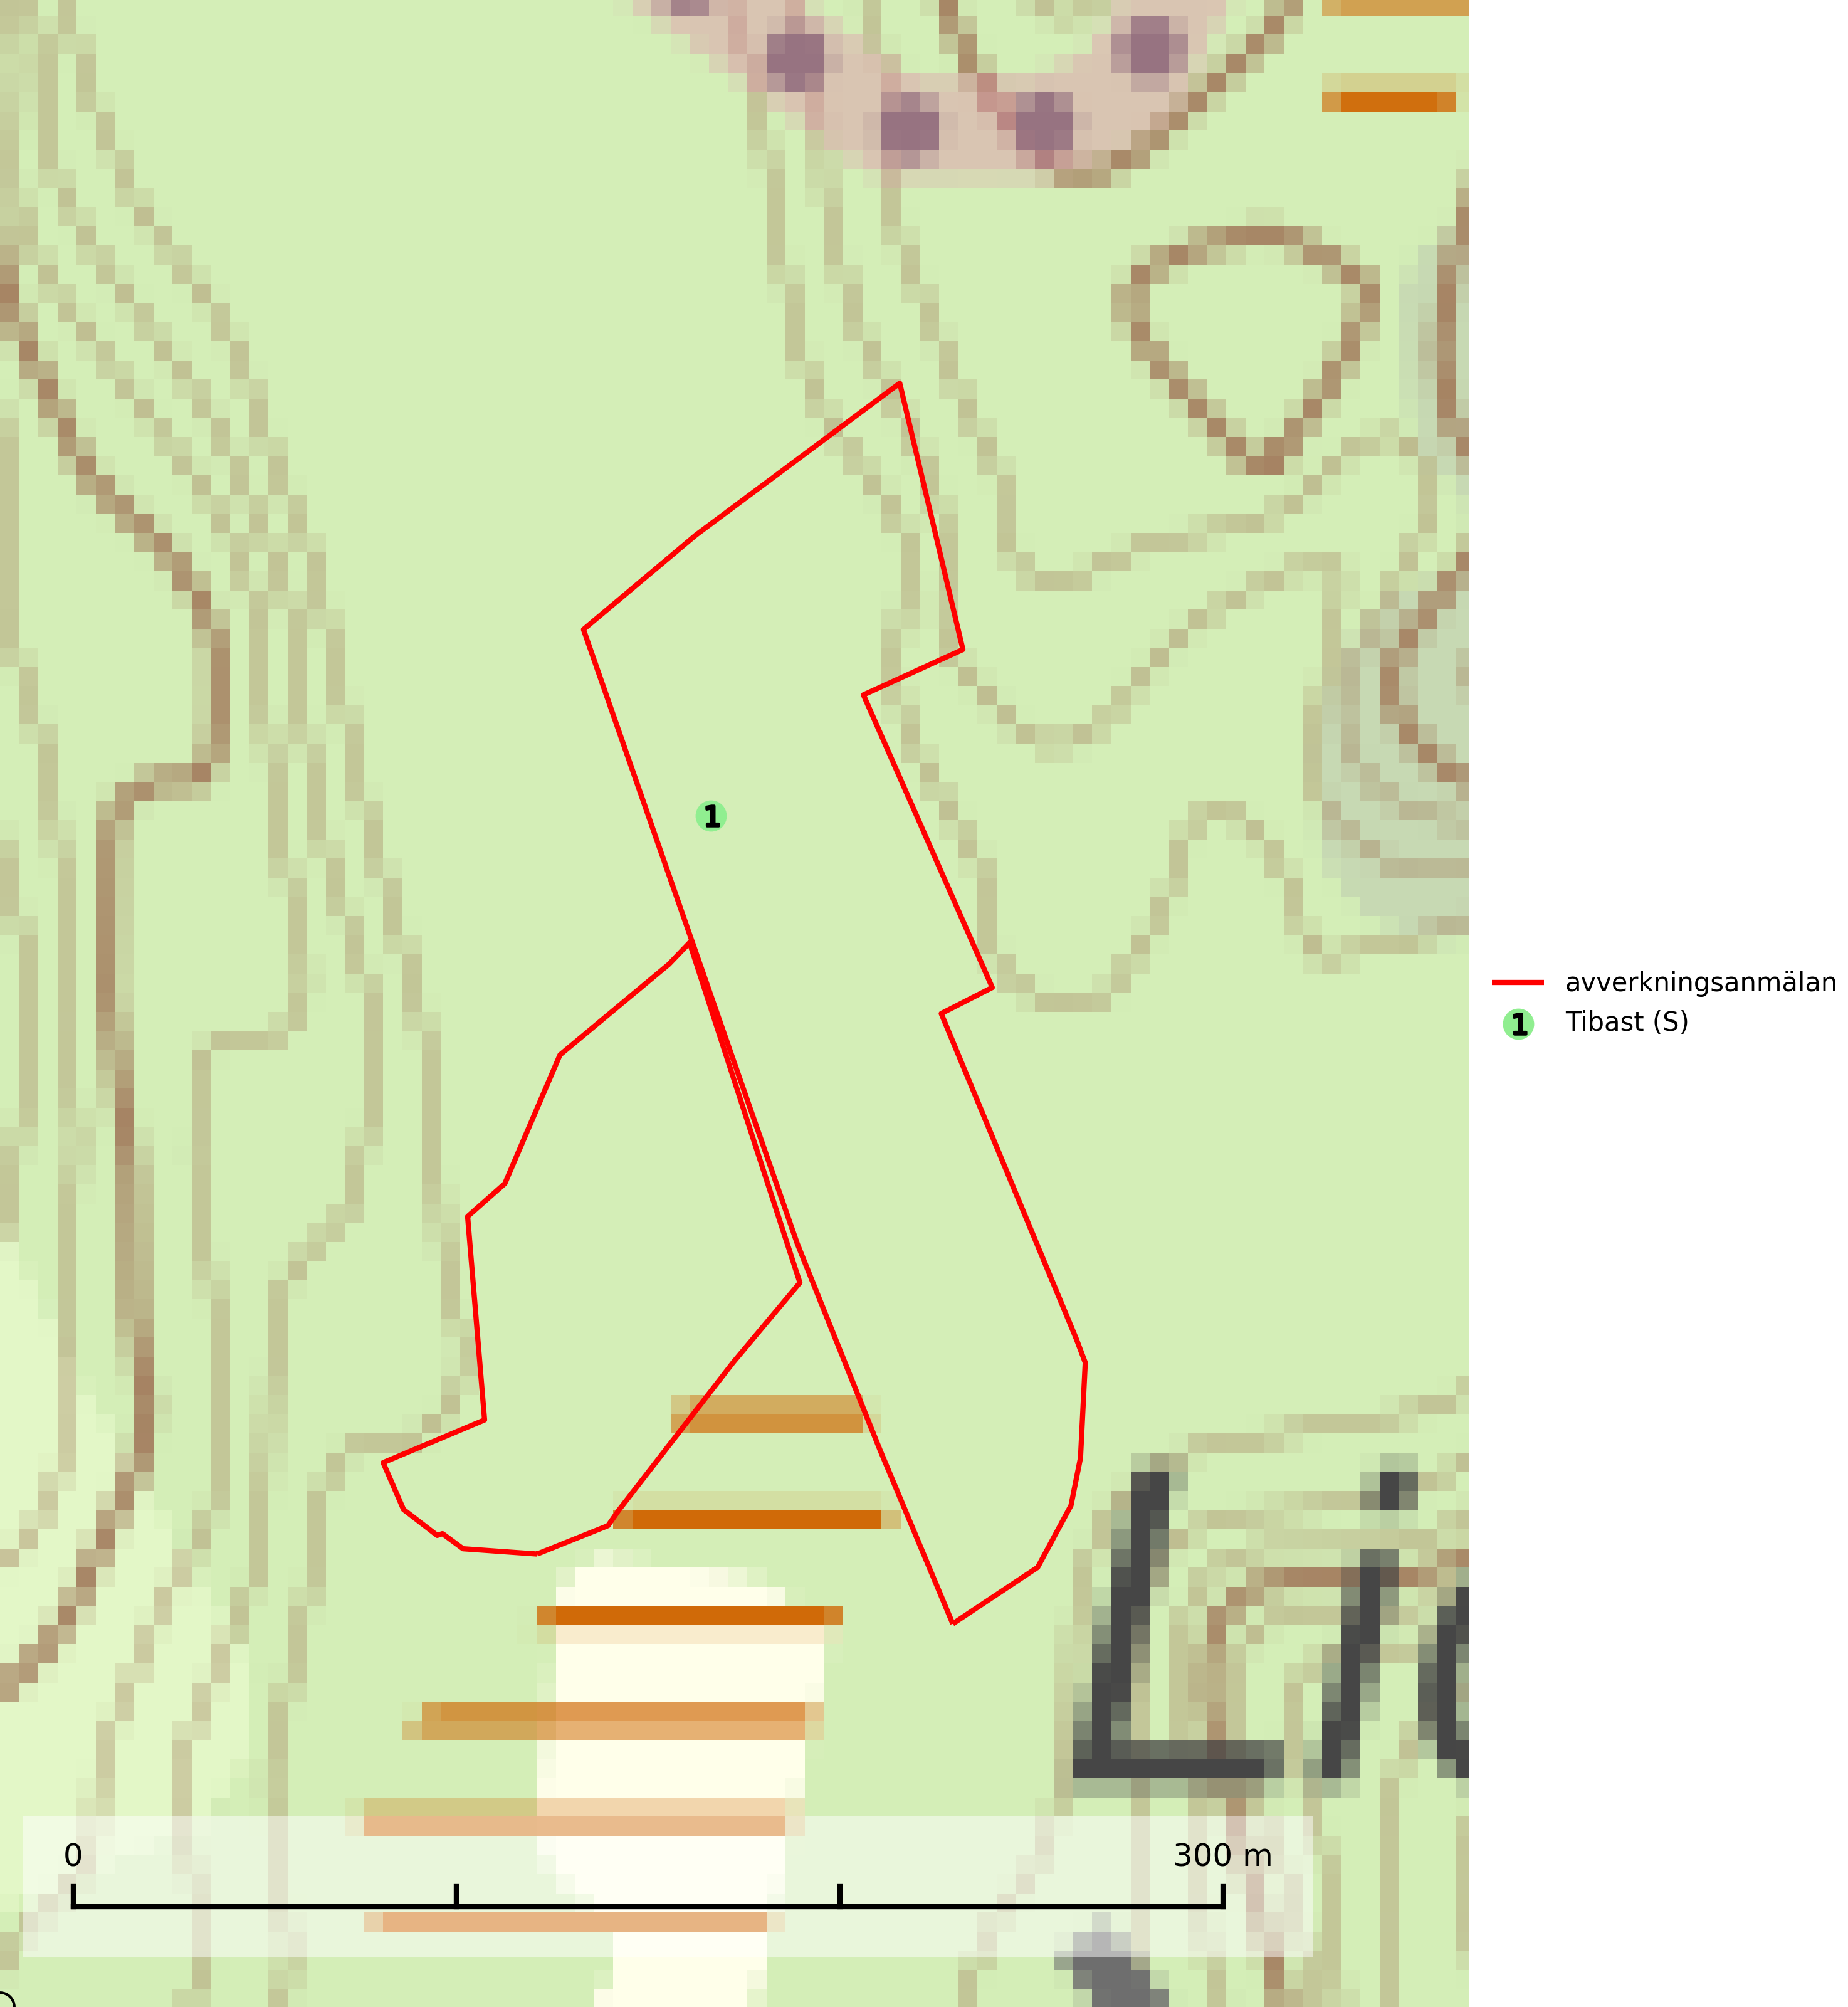 1
avverkningsanmälan
1 Tibast (S)
0 300 m